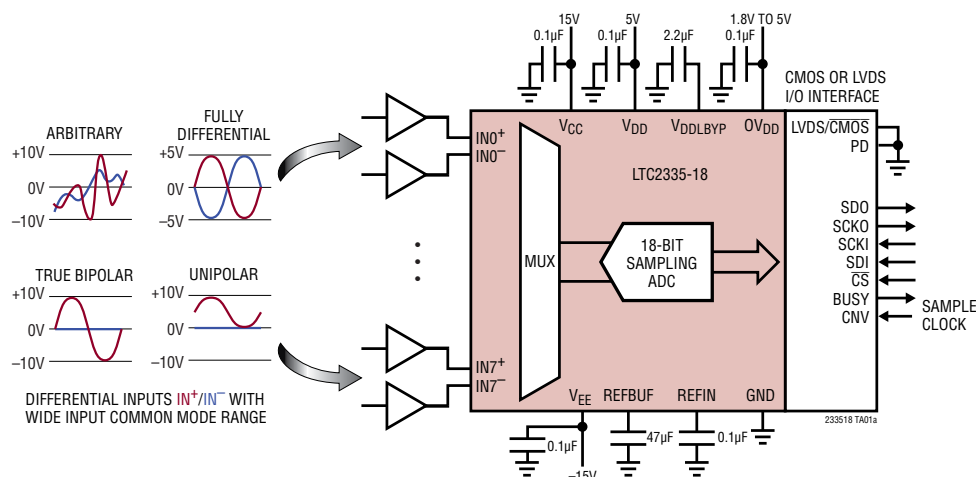 15V
5V
1.8V TO 5V
0.1µF
0.1µF
2.2µF
0.1µF
CMOS OR LVDS
I/O INTERFACE
VCC
VDD
VDDLBYP
OVDD
LVDS/CMOS
PD
ARBITRARY
FULLY
DIFFERENTIAL
+10V
0V
–10V
+5V
0V
–5V
IN0+
IN0–
LTC2335-18
MUX
18-BIT
SAMPLING
ADC
SDO
SCKO
SCKI
SDI
CS
BUSY
CNV
SAMPLE
CLOCK
TRUE BIPOLAR
UNIPOLAR
+10V
0V
–10V
+10V
0V
–10V
IN7+
IN7–
DIFFERENTIAL INPUTS IN+/IN– WITH
WIDE INPUT COMMON MODE RANGE
VEE
REFBUF
REFIN
GND
0.1µF
47µF
0.1µF
–15V
233518 TA01a